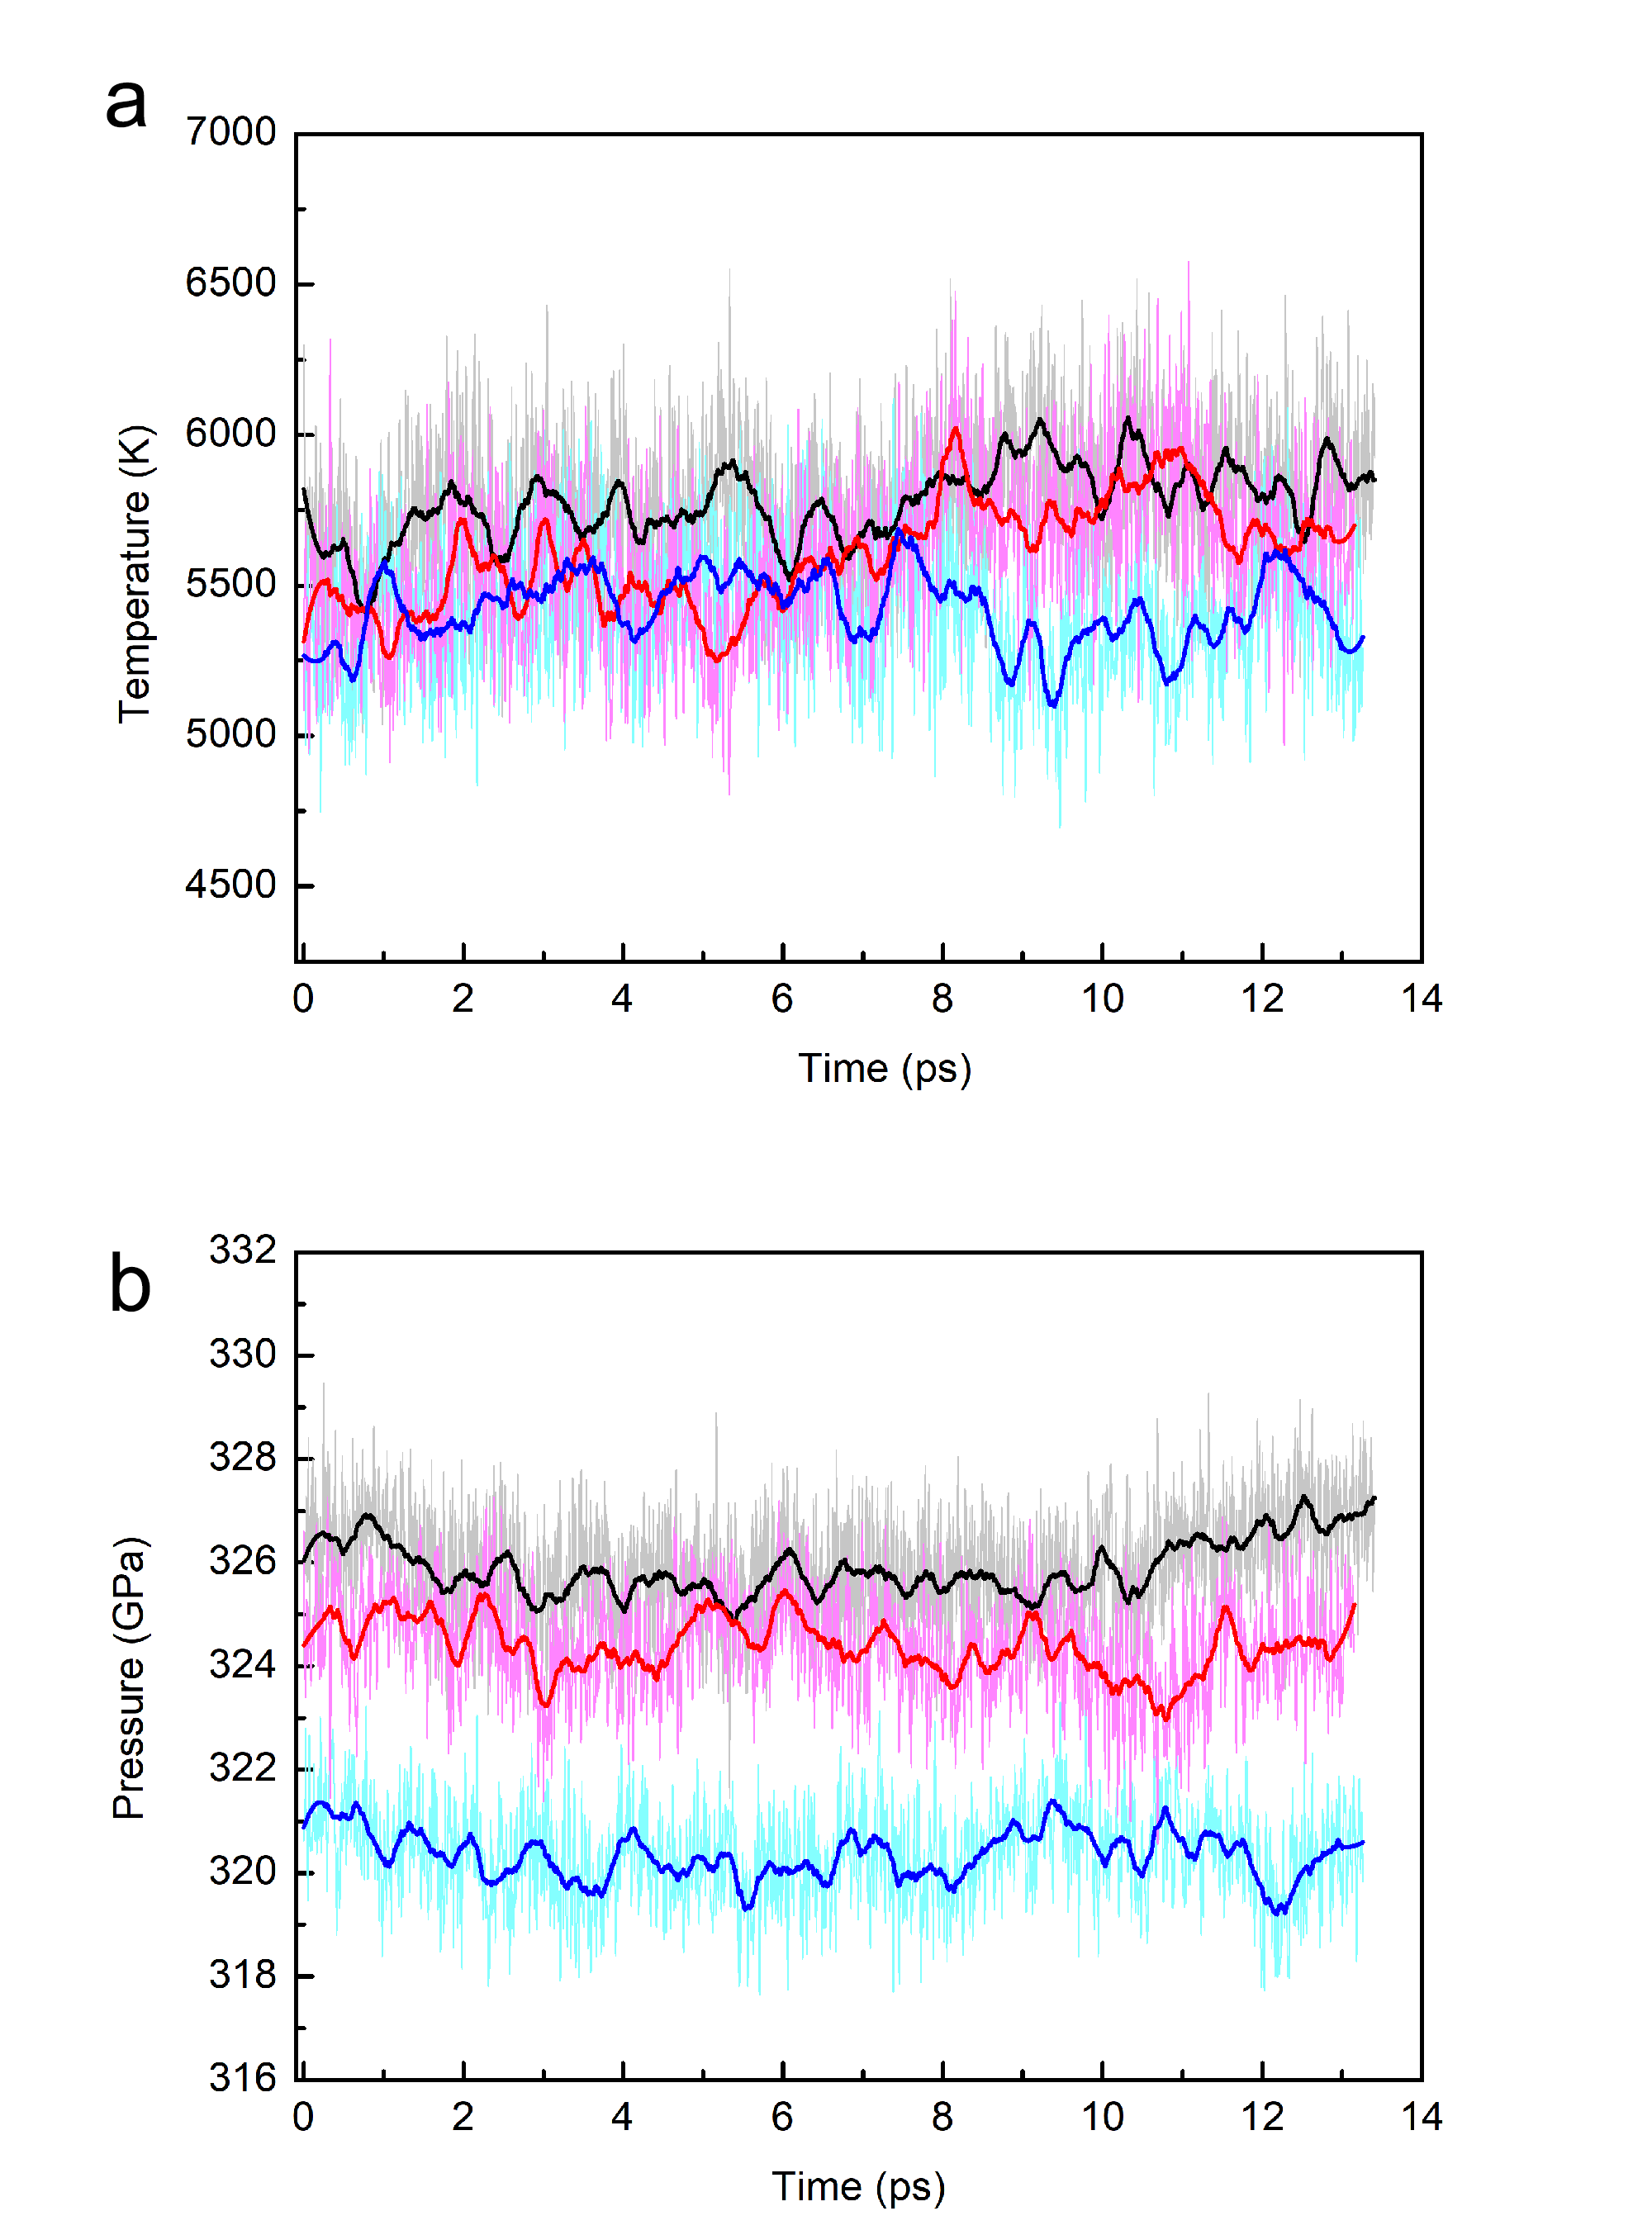 a
7000
6500
6000
5500
5000
4500
Temperature (K)
0 2 4 6 8 10 12 14
Time (ps)
b
332
330
328
326
324
322
320
318
316
Pressure (GPa)
0 2 4 6 8 10 12 14
Time (ps)